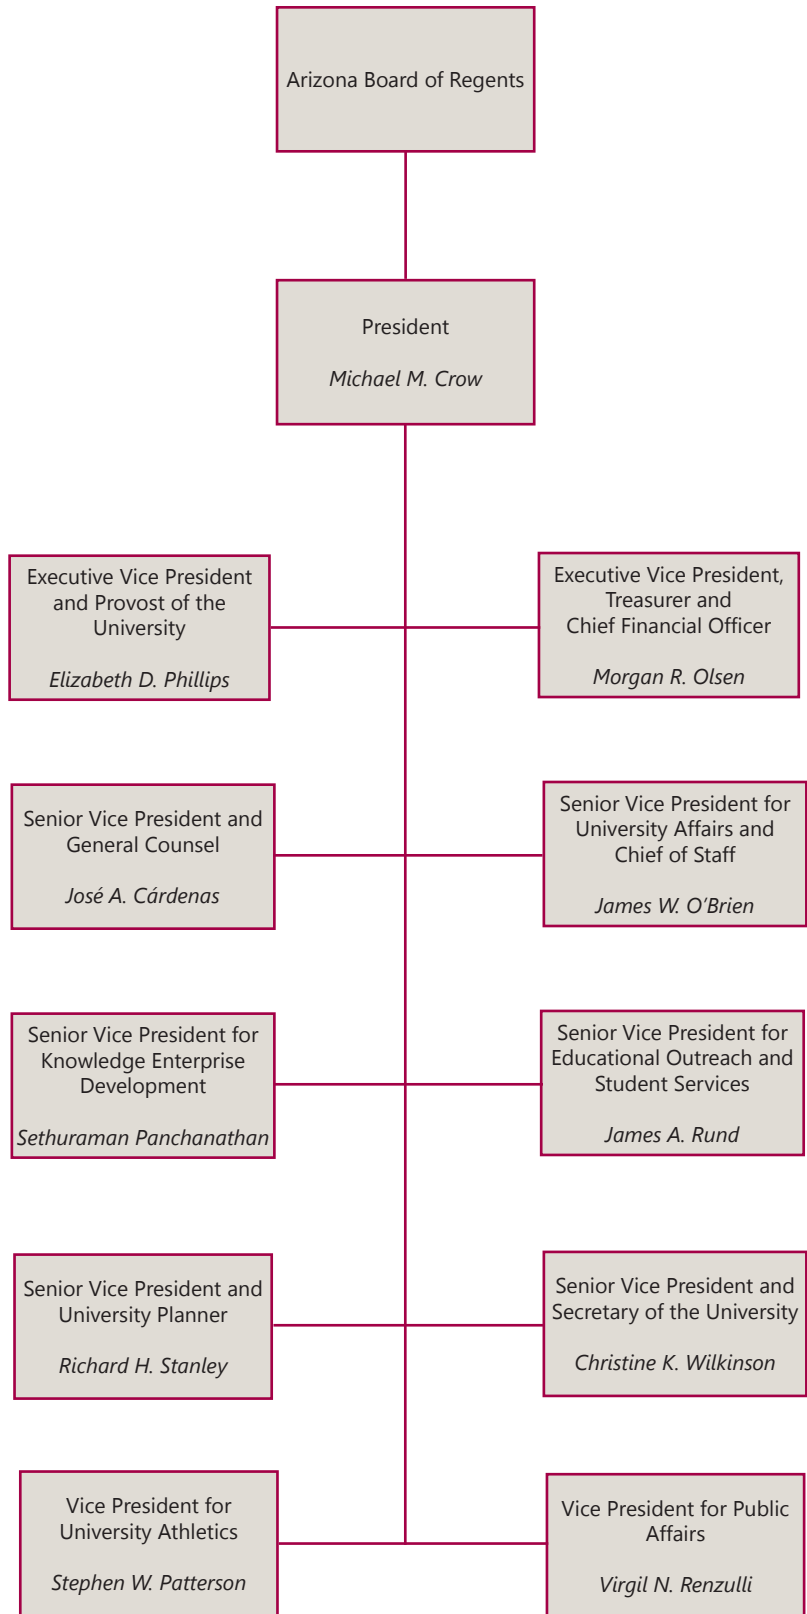 Arizona Board of Regents
President
Michael M. Crow
Executive Vice President
and Provost of the
University
Elizabeth D. Phillips
Executive Vice President,
Treasurer and
Chief Financial Officer
Morgan R. Olsen
Senior Vice President and
General Counsel
José A. Cárdenas
Senior Vice President for
University Affairs and
Chief of Staff
James W. O’Brien
Senior Vice President for
Knowledge Enterprise
Development
Sethuraman Panchanathan
Senior Vice President for
Educational Outreach and
Student Services
James A. Rund
Senior Vice President and
University Planner
Richard H. Stanley
Senior Vice President and
Secretary of the University
Christine K. Wilkinson
Vice President for
University Athletics
Stephen W. Patterson
Vice President for Public
Affairs
Virgil N. Renzulli